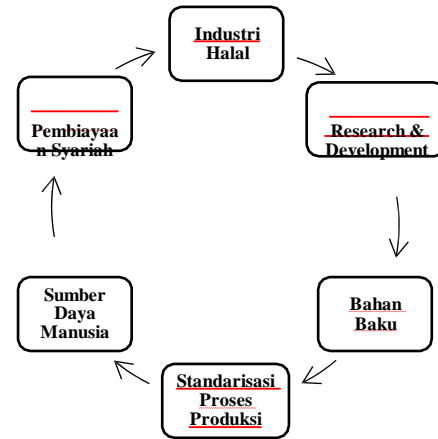 Industri
Halal
Research &
Development
Bahan
Baku
Standarisasi
Proses
Produksi
Sumber
Daya
Manusia
Pembiayaa
n Syariah